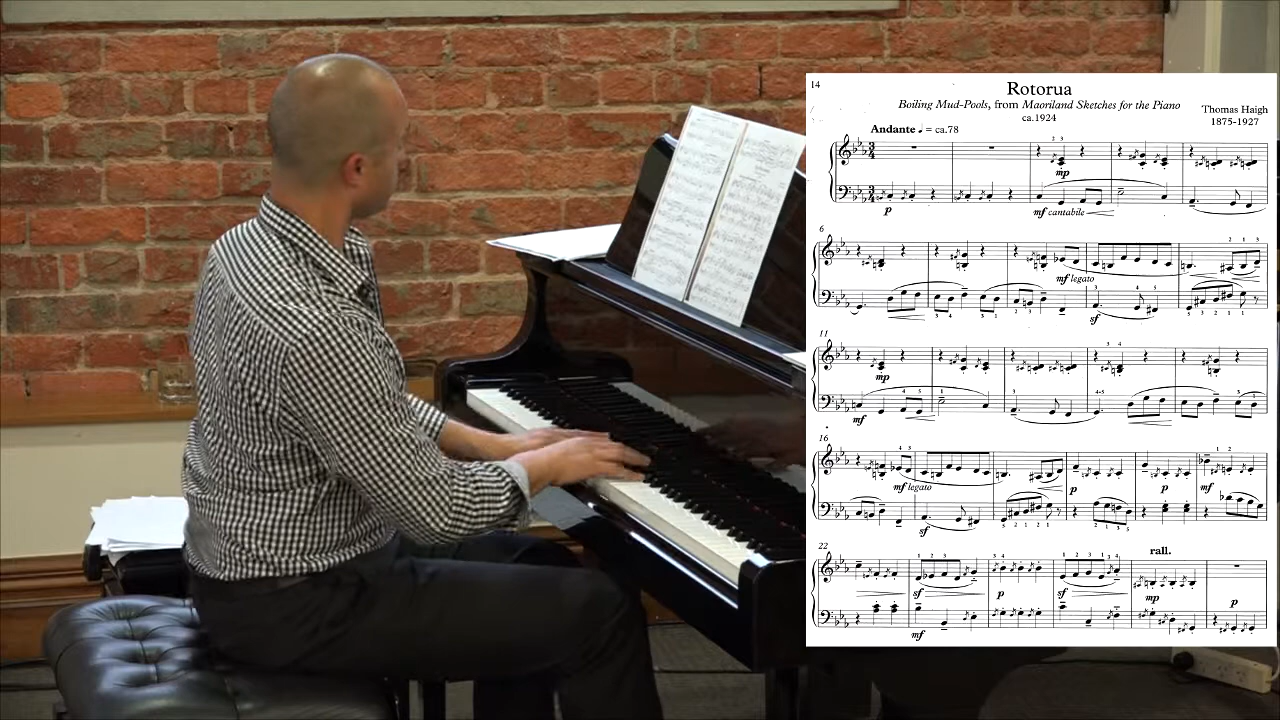 14
Rotorua
Boiling Mud-Pools, from Maoriland Sketches for the Piano
ca.1924
Thomas Haigh
1875-1927
Andante ♩ = ca.78
mp
p
mf cantabile
6
mf legato
sf
11
mp
mf
16
mf legato
p
p
mf
sf
22
rall.
sf
p
sf
mp
p
mf